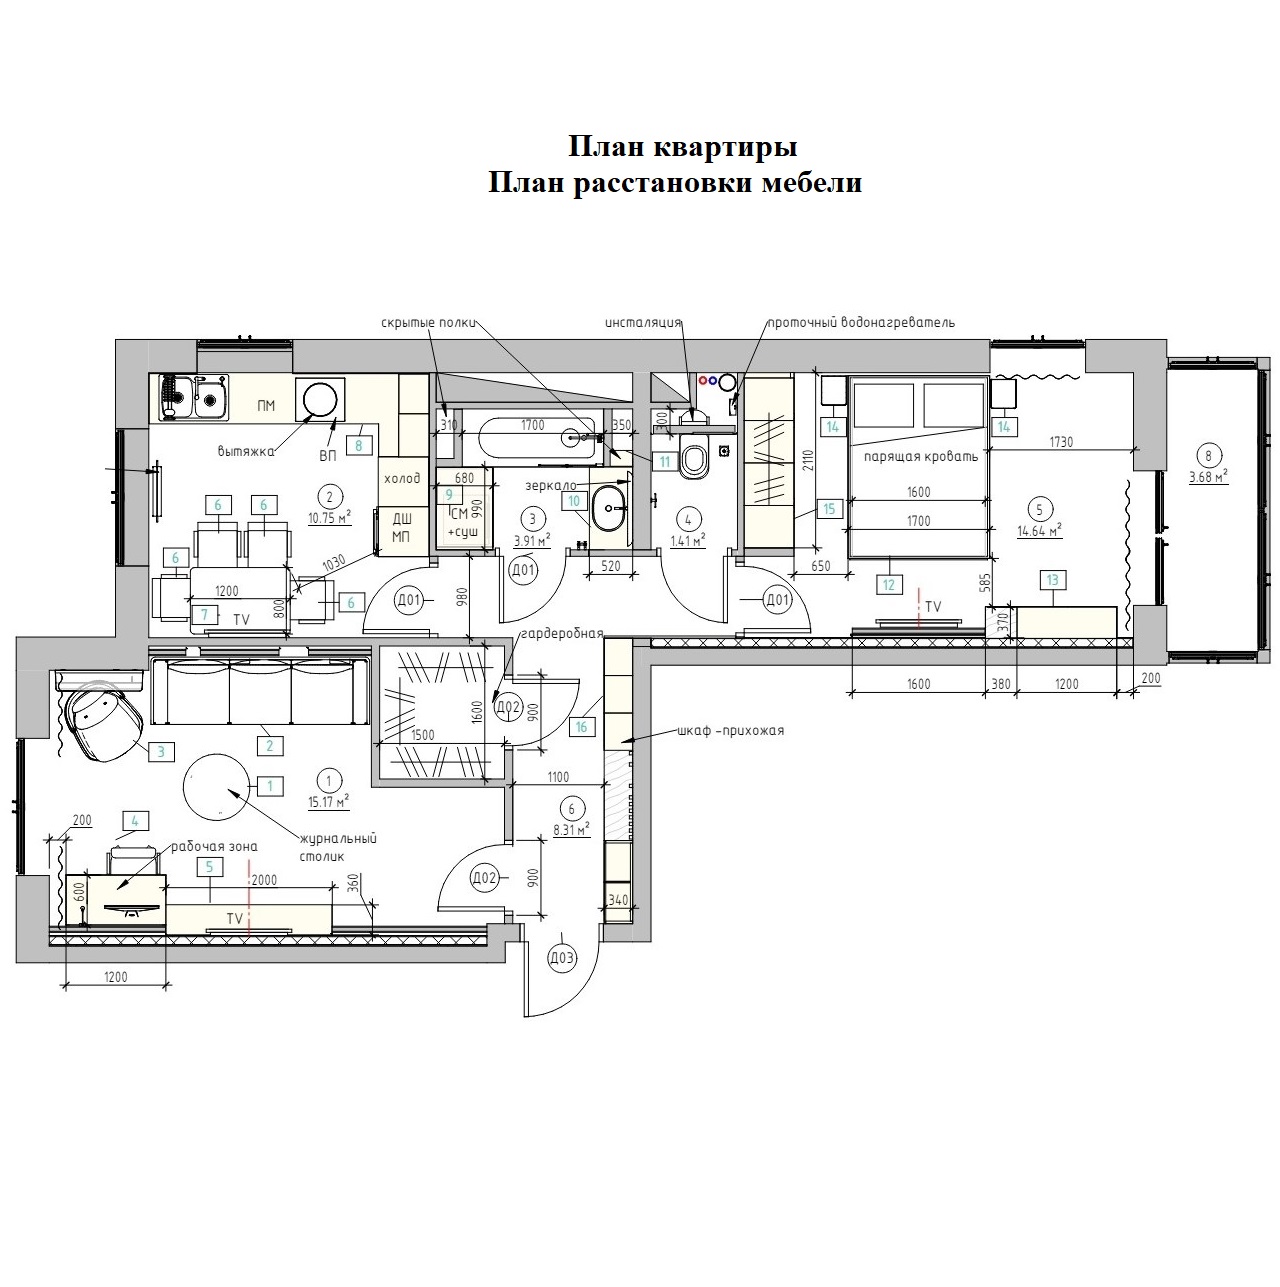 План квартиры
План расстановки мебели
скрытые полки
инсталяция
проточный водонагреватель
ПМ
вытяжка
ВП
8
310
1700
350
300
11
2110
14
14
парящая кровать
1730
8
3.68 м²
холод
680
9
990
СМ
+суш
зеркало
10
1600
1700
15
2
10.75 м²
6
6
ДШ
МП
3
3.91 м²
4
1.41 м²
5
14.64 м²
6
1030
520
650
12
585
13
Д01
Д01
Д01
980
1200
800
6
7
TV
TV
370
гардеробная
1600
380
1200
200
Д02
900
16
1600
1500
шкаф -прихожая
3
2
1
1
15.17 м²
1100
6
8.31 м²
200
4
рабочая зона
журнальный
столик
5
2000
360
600
TV
Д02
900
340
Д03
1200